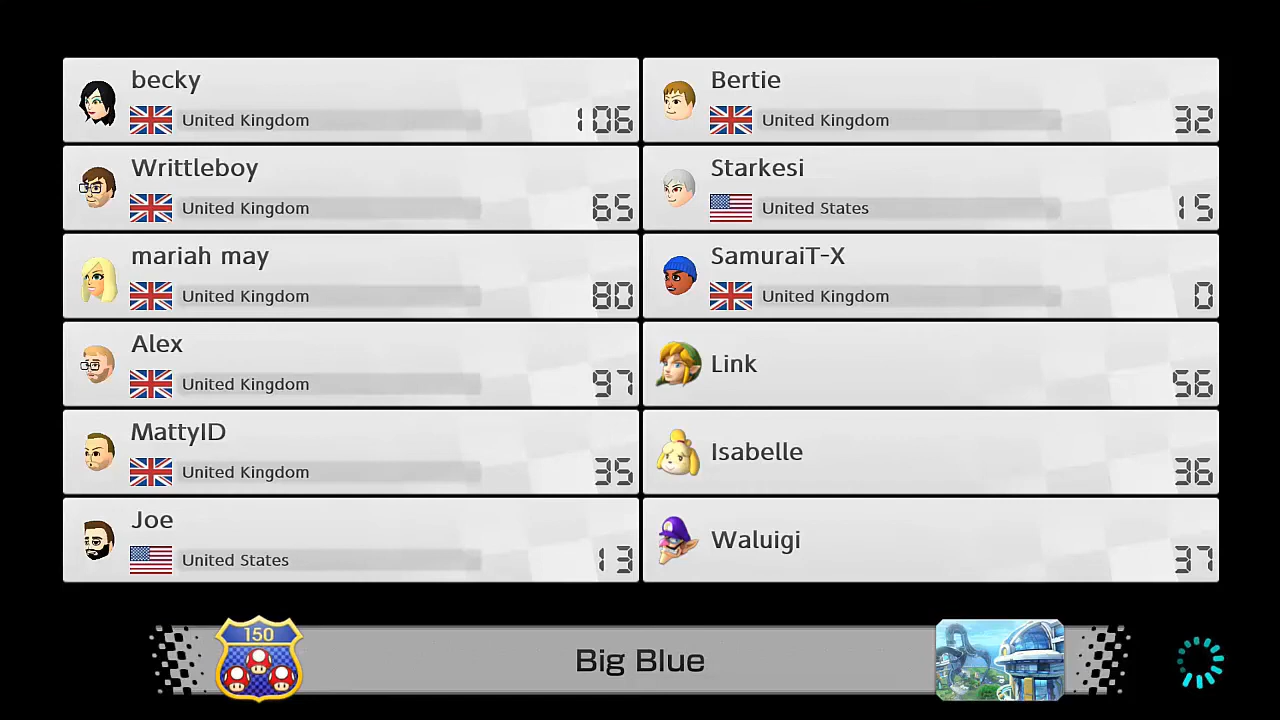 becky
United Kingdom
106
Writtleboy
United Kingdom
65
mariah may
United Kingdom
80
Alex
United Kingdom
97
MattyID
United Kingdom
35
Joe
United States
13
Bertie
United Kingdom
32
Starkesi
United States
15
SamuraiT-X
United Kingdom
0
Link
56
Isabelle
36
Waluigi
37
150
Big Blue